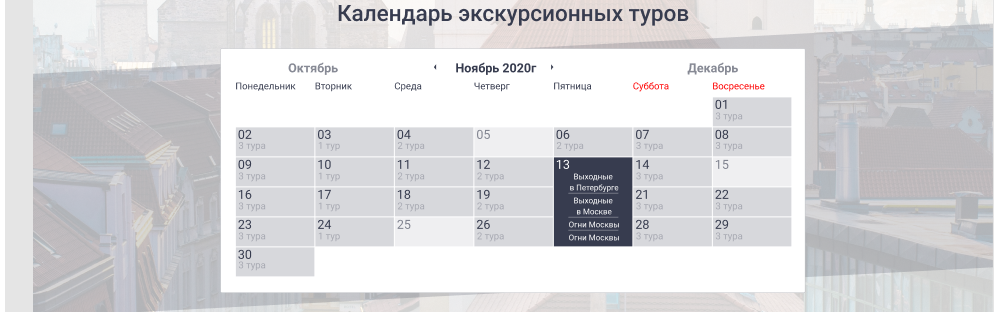 Календарь экскурсионных туров
Октябрь Ноябрь 2020г Декабрь
Понедельник Вторник Среда Четверг Пятница Суббота Воскресенье
01
3 тура
02 03 04 05 06 07 08
3 тура 1 тур 2 тура 2 тура 3 тура 3 тура
09 10 11 12 13 14 15
3 тура 1 тур 2 тура 2 тура Выходные 3 тура
в Петербурге
16 17 18 19 Выходные 21 22
3 тура 1 тур 2 тура 2 тура в Москве 3 тура 3 тура
23 24 25 26 Огни Москвы 28 29
3 тура 1 тур 2 тура Огни Москвы 3 тура 3 тура
30
3 тура